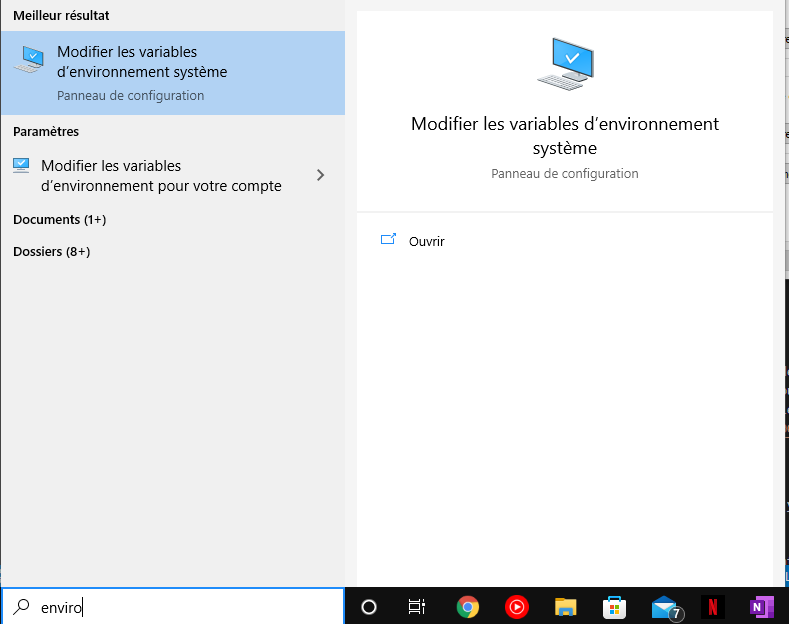 Meilleur résultat
Modifier les variables
d'environnement système
Panneau de configuration
Paramètres
Modifier les variables
d'environnement pour votre compte
Documents (1+)
Dossiers (8+)
Modifier les variables d'environnement
système
Panneau de configuration
Ouvrir
enviro
7
N
N